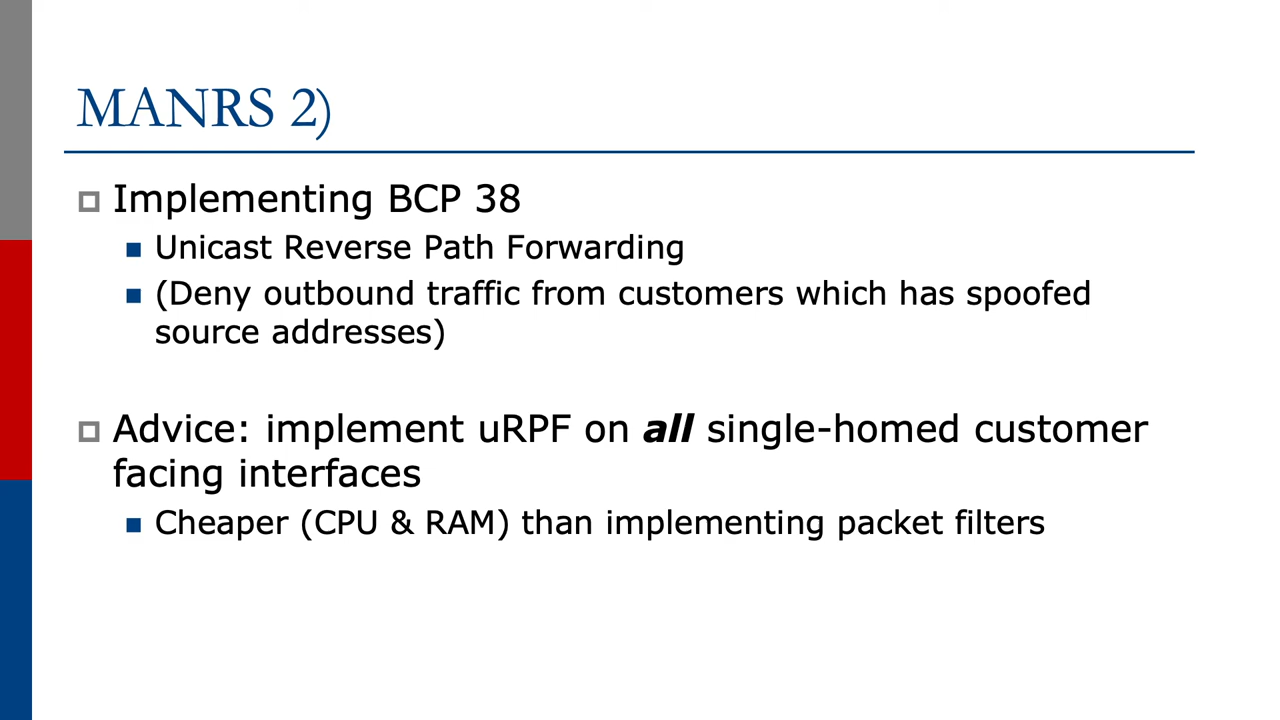 MANRS 2)
Implementing BCP 38
Unicast Reverse Path Forwarding
(Deny outbound traffic from customers which has spoofed
source addresses)
Advice: implement uRPF on all single-homed customer
facing interfaces
Cheaper (CPU & RAM) than implementing packet filters